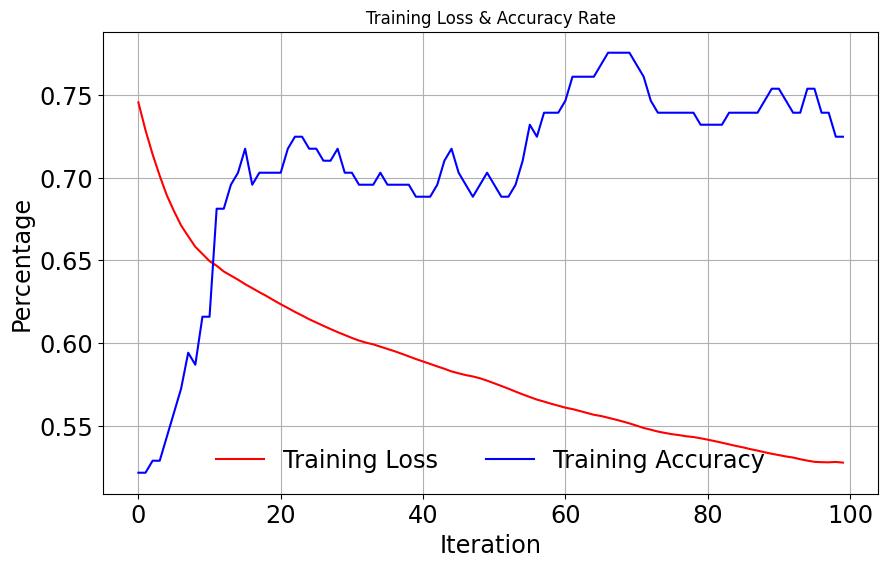 Training Loss & Accuracy Rate
0.75
0.70
0.65
0.60
0.55
Percentage
Training Loss
Training Accuracy
0 20 40 60 80 100
Iteration